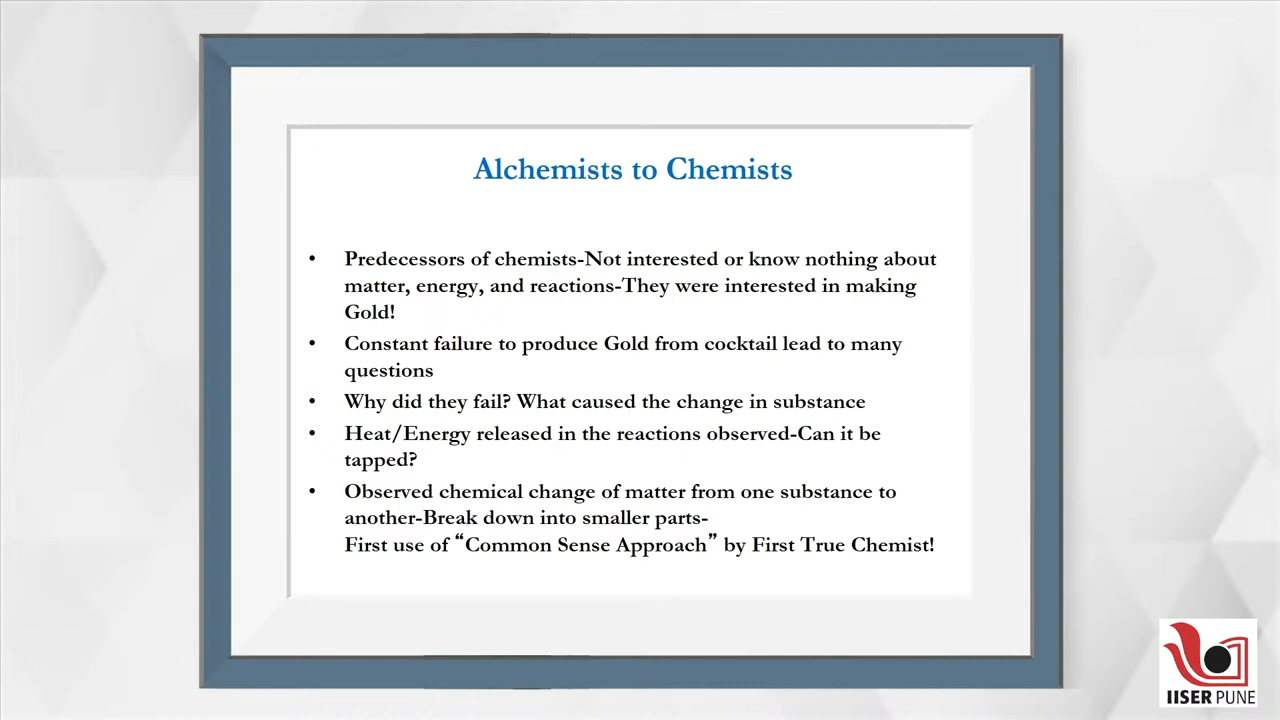 Alchemists to Chemists
• Predecessors of chemists-Not interested or know nothing about
matter, energy, and reactions-They were interested in making
Gold!
• Constant failure to produce Gold from cocktail lead to many
questions
• Why did they fail? What caused the change in substance
• Heat/Energy released in the reactions observed-Can it be
tapped?
• Observed chemical change of matter from one substance to
another-Break down into smaller parts-
First use of “Common Sense Approach” by First True Chemist!
IISER PUNE